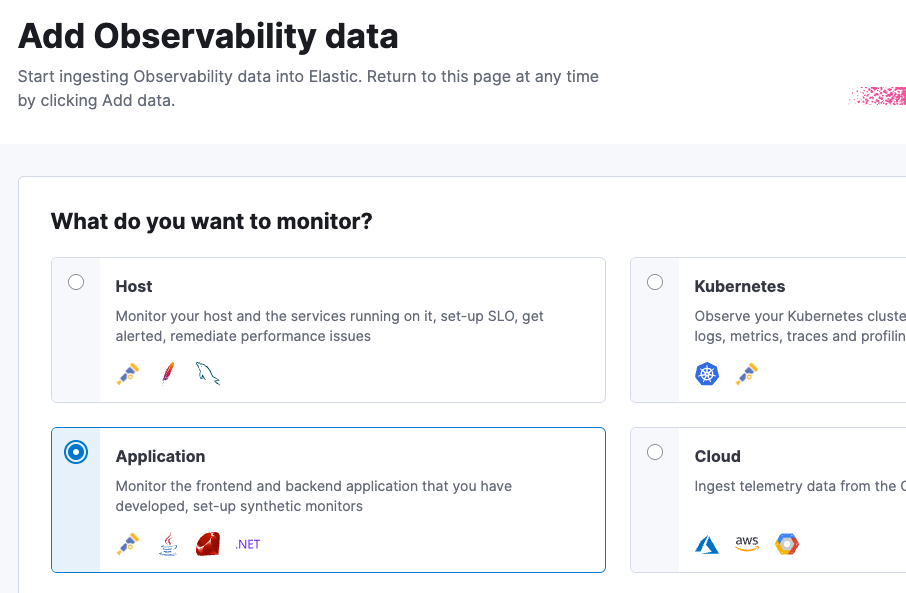 Add Observability data
Start ingesting Observability data into Elastic. Return to this page at any time
by clicking Add data.
What do you want to monitor?
Host
Monitor your host and the services running on it, set-up SLO, get
alerted, remediate performance issues
Kubernetes
Observe your Kubernetes cluste
logs, metrics, traces and profilin
Application
Monitor the frontend and backend application that you have
developed, set-up synthetic monitors
.NET
Cloud
Ingest telemetry data from the
aws